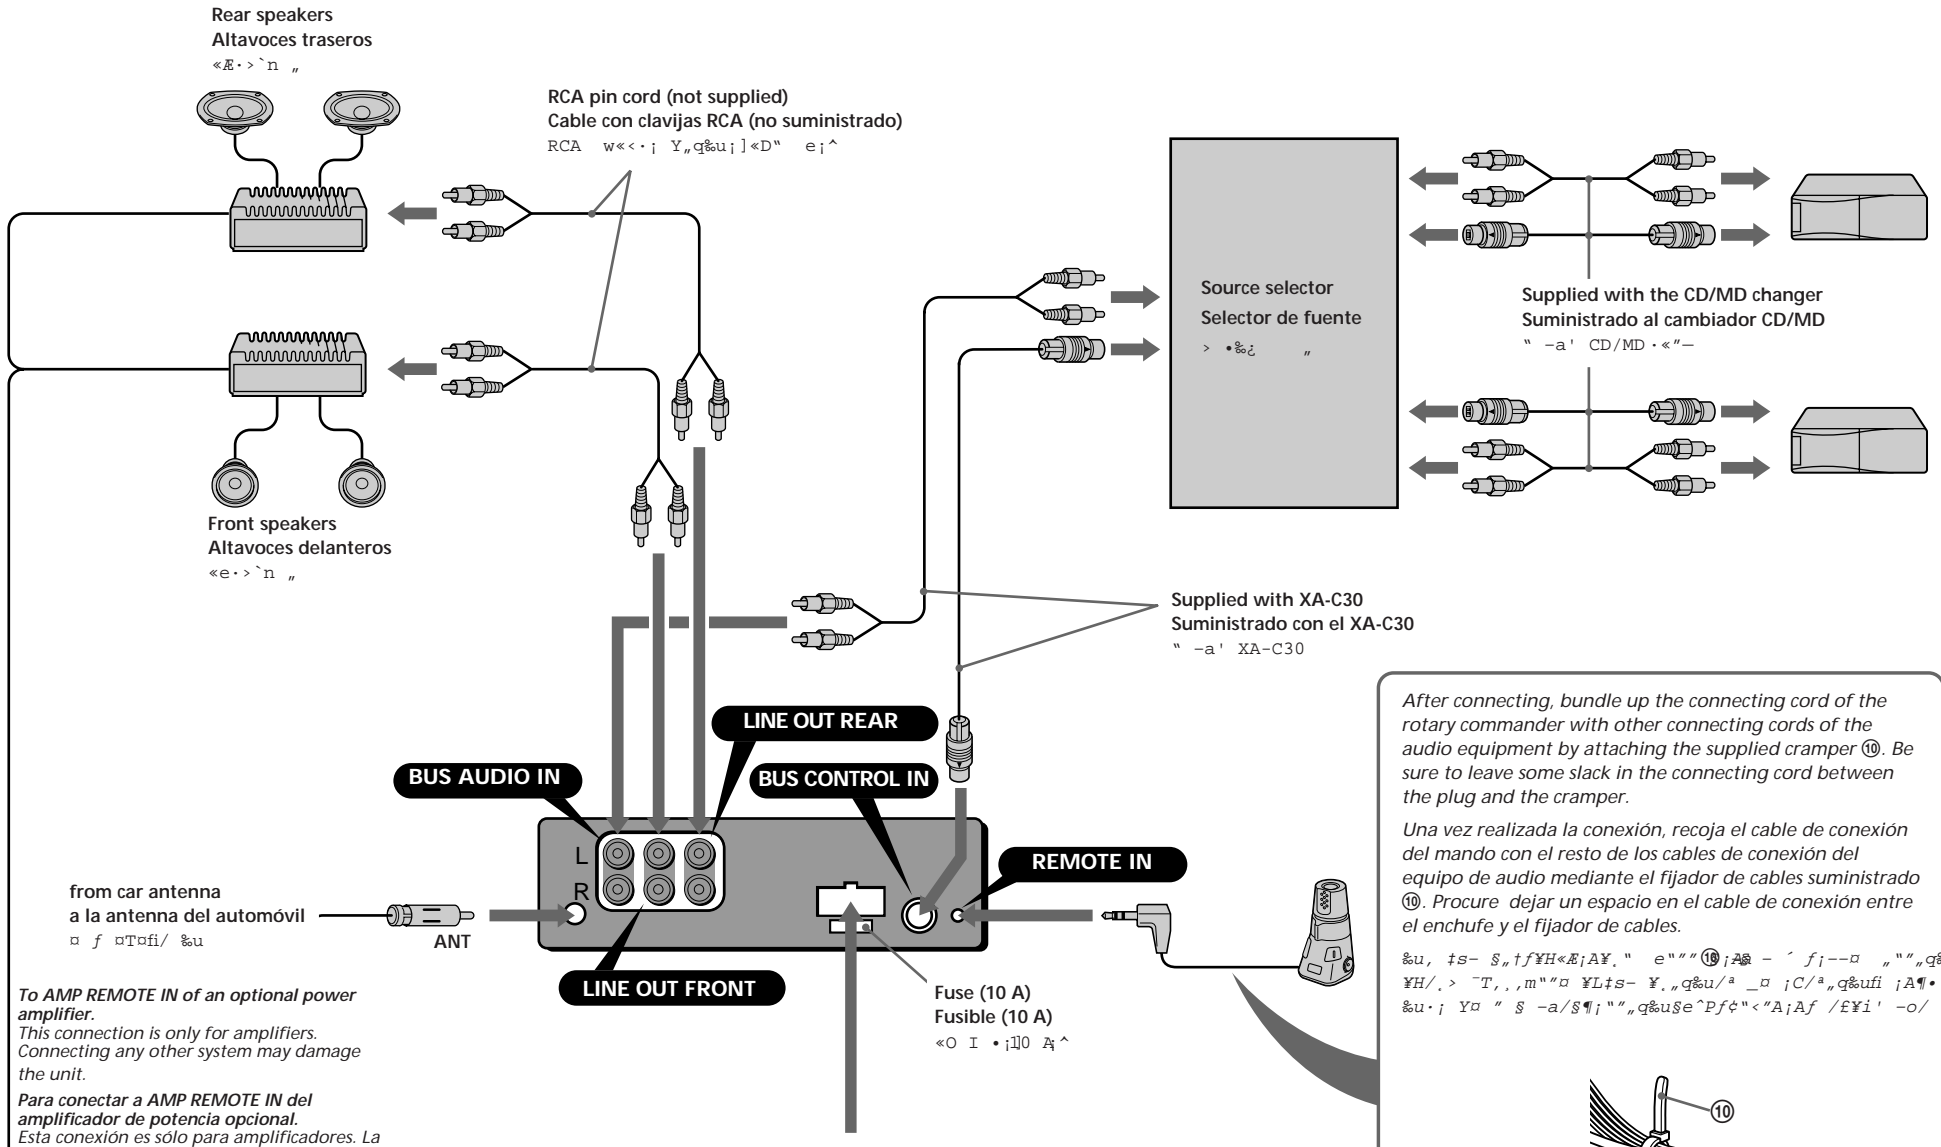 Rear speakers
Altavoces traseros
«Æ·>`n „
RCA pin cord (not supplied)
Cable con clavijas RCA (no suministrado)
RCA w«<·¡ Y„q‰u¡]«D“ e¡^
Source selector
Selector de fuente
> •‰¿ „
Supplied with the CD/MD changer
Suministrado al cambiador CD/MD
“ –a' CD/MD·«”—
Front speakers
Altavoces delanteros
«e·>`n „
Supplied with XA-C30
Suministrado con el XA-C30
“ –a' XA-C30
LINE OUT REAR
BUS AUDIO IN
BUS CONTROL IN
REMOTE IN
L
R
from car antenna
a la antenna del automóvil
¤ ƒ ¤T¤fi/ ‰u
ANT
LINE OUT FRONT
Fuse (10 A)
Fusible (10 A)
To AMP REMOTE IN of an optional power
amplifier.
This connection is only for amplifiers.
Connecting any other system may damage
the unit.
Para conectar a AMP REMOTE IN del
amplificador de potencia opcional.
Esta conexión es sólo para amplificadores. La
After connecting, bundle up the connecting cord of the
rotary commander with other connecting cords of the
audio equipment by attaching the supplied cramper ⑩. Be
sure to leave some slack in the connecting cord between
the plug and the cramper.
Una vez realizada la conexión, recoja el cable de conexión
del mando con el resto de los cables de conexión del
equipo de audio mediante el fijador de cables suministrado
⑩. Procure dejar un espacio en el cable de conexión entre
el enchufe y el fijador de cables.
⑩